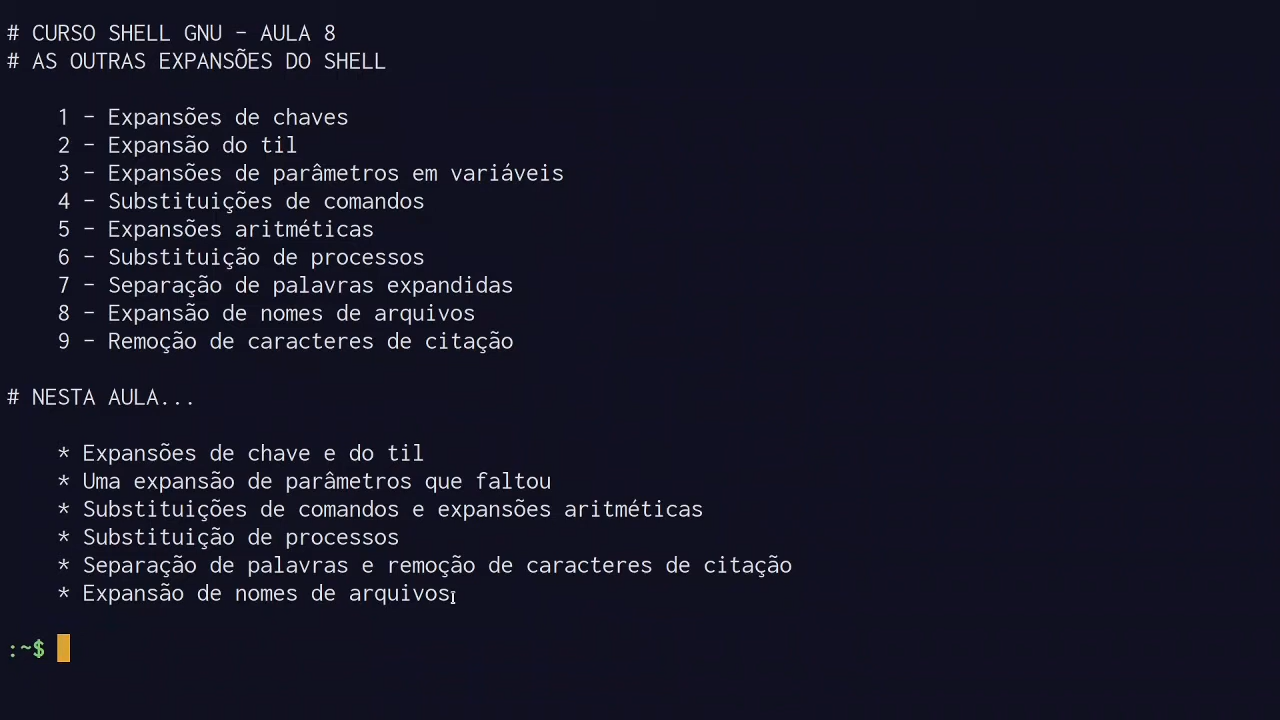 # CURSO SHELL GNU - AULA 8
# AS OUTRAS EXPANSÕES DO SHELL
1 - Expansões de chaves
2 - Expansão do til
3 - Expansões de parâmetros em variáveis
4 - Substituições de comandos
5 - Expansões aritméticas
6 - Substituição de processos
7 - Separação de palavras expandidas
8 - Expansão de nomes de arquivos
9 - Remoção de caracteres de citação
# NESTA AULA...
* Expansões de chave e do til
* Uma expansão de parâmetros que faltou
* Substituições de comandos e expansões aritméticas
* Substituição de processos
* Separação de palavras e remoção de caracteres de citação
* Expansão de nomes de arquivos
:~$